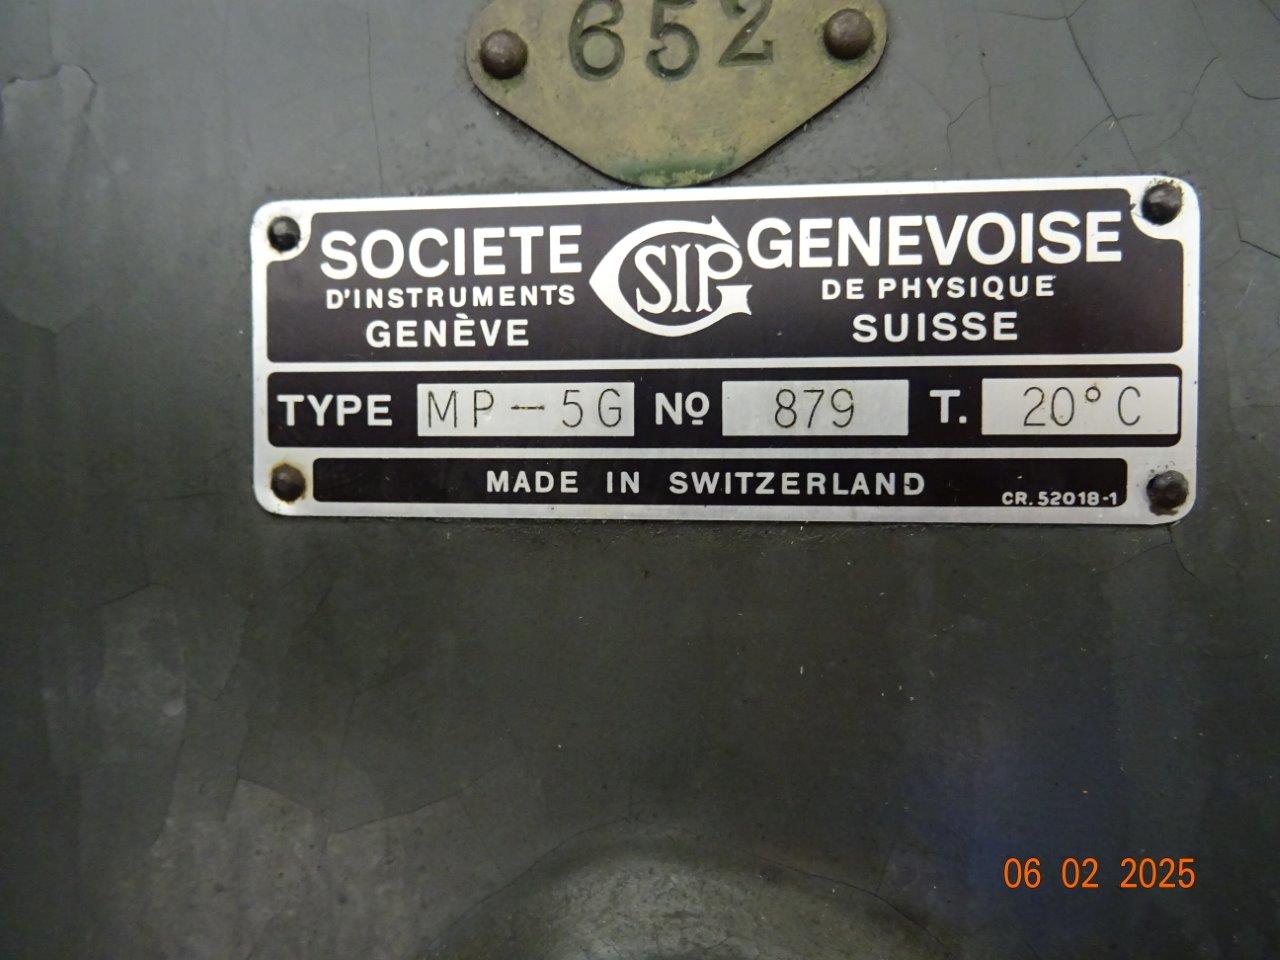 652
SOCIETE SIP GENEVOISE
D'INSTRUMENTS DE PHYSIQUE
GENÈVE SUISSE
TYPE MP-5G Nº 879 T. 20°C
MADE IN SWITZERLAND
CR. 52018-1
06 02 2025